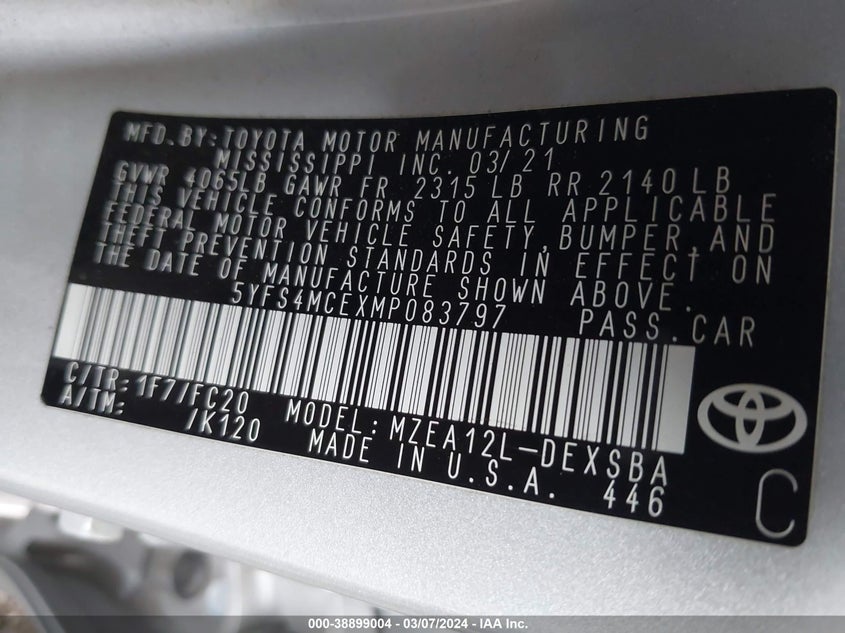 MFD.BY:TOYOTA MOTOR MANUFACTURING
MISSISSIPPI INC. 03/21
GVWR 4065LB GAWR FR 2315 LB RR 2140 LB
THIS VEHICLE CONFORMS TO ALL APPLICABLE
FEDERAL MOTOR VEHICLE SAFETY, BUMPER, AND
THEFT PREVENTION STANDARDS IN EFFECT ON
THE DATE OF MANUFACTURE SHOWN ABOVE.
5YFS4MCEXMP083797 PASS.CAR
C/TR: 1F7/FC20 MODEL: MZEA12L-DEXSBA
A/TM: /K120 MADE IN U.S.A. 446
C
000-38899004 — 03/07/2024 — IAA Inc.